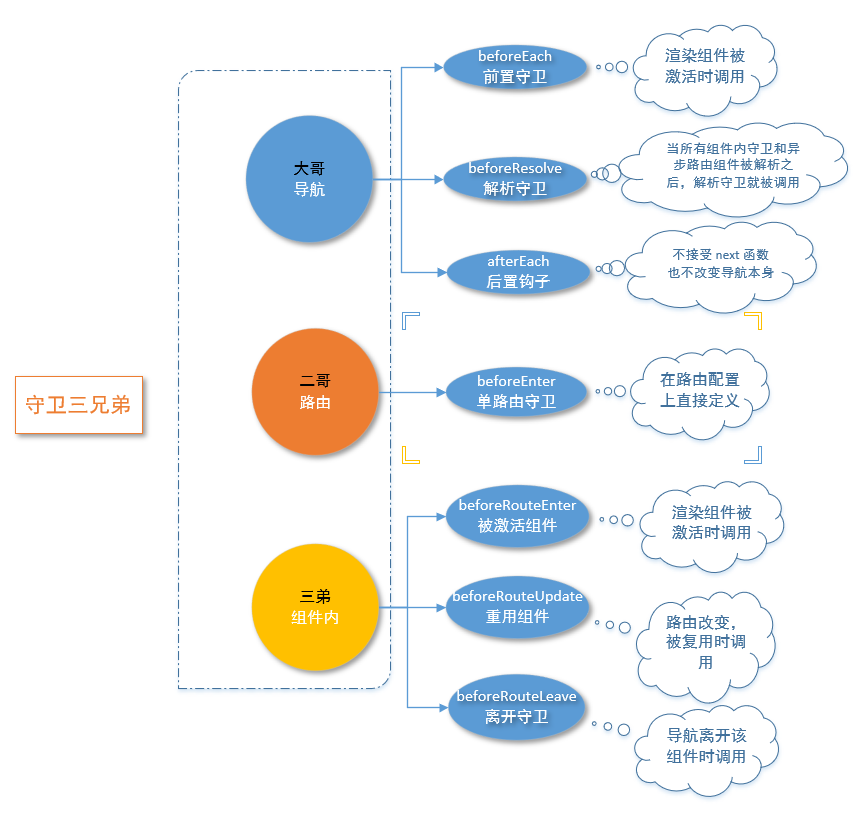 守卫三兄弟
大哥
导航
beforeEach
前置守卫
渲染组件被
激活时调用
beforeResolve
解析守卫
当所有组件内守卫和异
步路由组件被解析之
后，解析守卫就被调用
afterEach
后置钩子
不接受 next 函数
也不改变导航本身
二哥
路由
beforeEnter
单路由守卫
在路由配置
上直接定义
三弟
组件内
beforeRouteEnter
被激活组件
渲染组件被
激活时调用
beforeRouteUpdate
重用组件
路由改变，
被复用时调
用
beforeRouteLeave
离开守卫
导航离开该
组件时调用